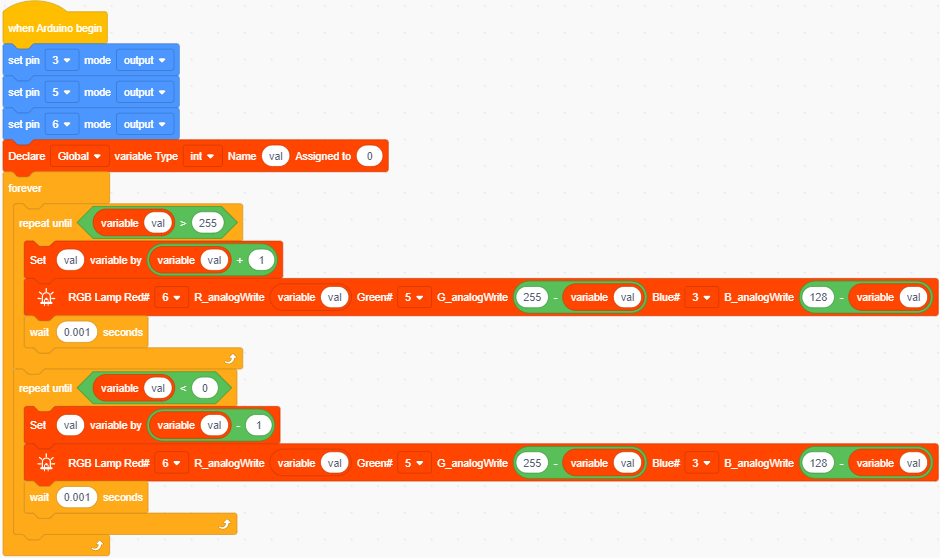 when Arduino begin
set pin 3 mode output
set pin 5 mode output
set pin 6 mode output
Declare Global variable Type int Name val Assigned to 0
forever
repeat until variable val > 255
Set val variable by variable val + 1
RGB Lamp Red# 6 R_analogWrite variable val Green# 5 G_analogWrite 255 - variable val Blue# 3 B_analogWrite 128 - variable val
wait 0.001 seconds
repeat until variable val < 0
Set val variable by variable val - 1
RGB Lamp Red# 6 R_analogWrite variable val Green# 5 G_analogWrite 255 - variable val Blue# 3 B_analogWrite 128 - variable val
wait 0.001 seconds